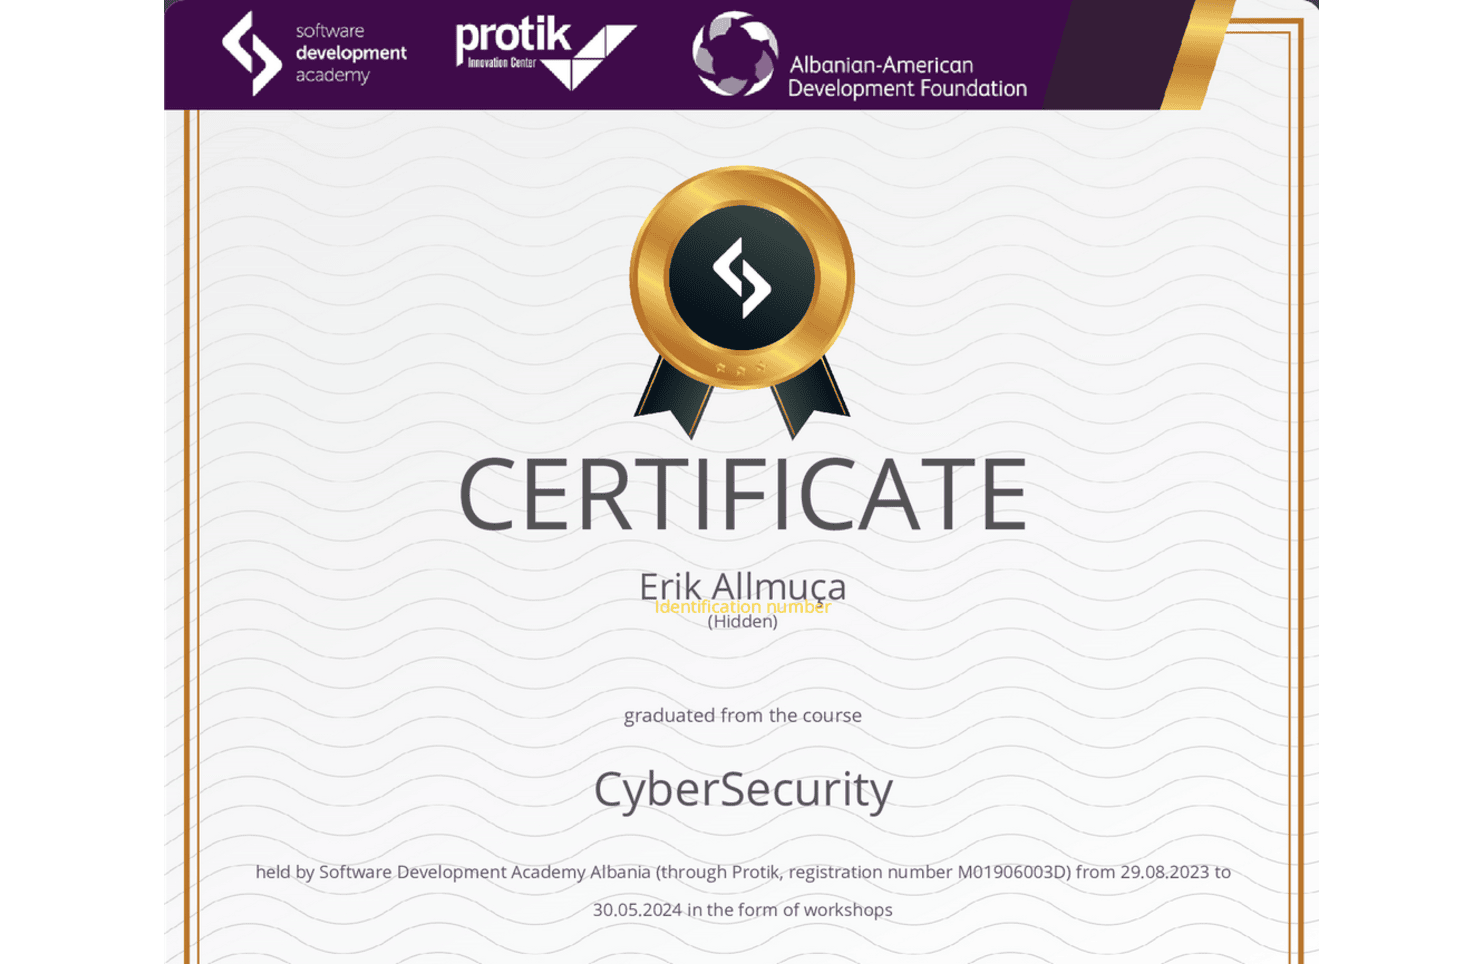 software
development
academy
protik
Innovation Center
Albanian-American
Development Foundation
CERTIFICATE
Erik Allmuça
Identification number
(Hidden)
graduated from the course
CyberSecurity
held by Software Development Academy Albania (through Protik, registration number M01906003D) from 29.08.2023 to
30.05.2024 in the form of workshops